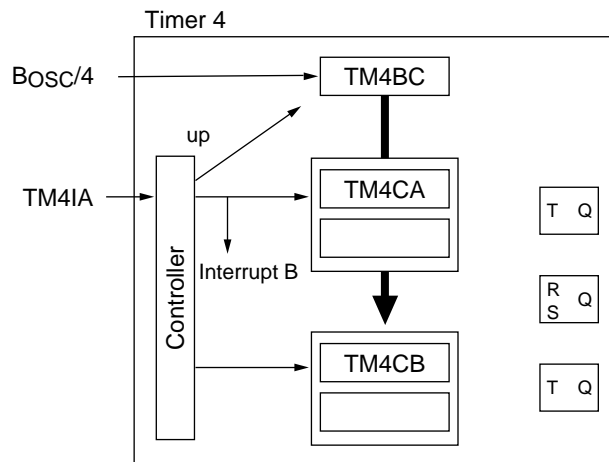 Timer 4
BOSC/4
TM4BC
up
TM4IA
TM4CA
T Q
Interrupt B
Controller
R
S Q
TM4CB
T Q